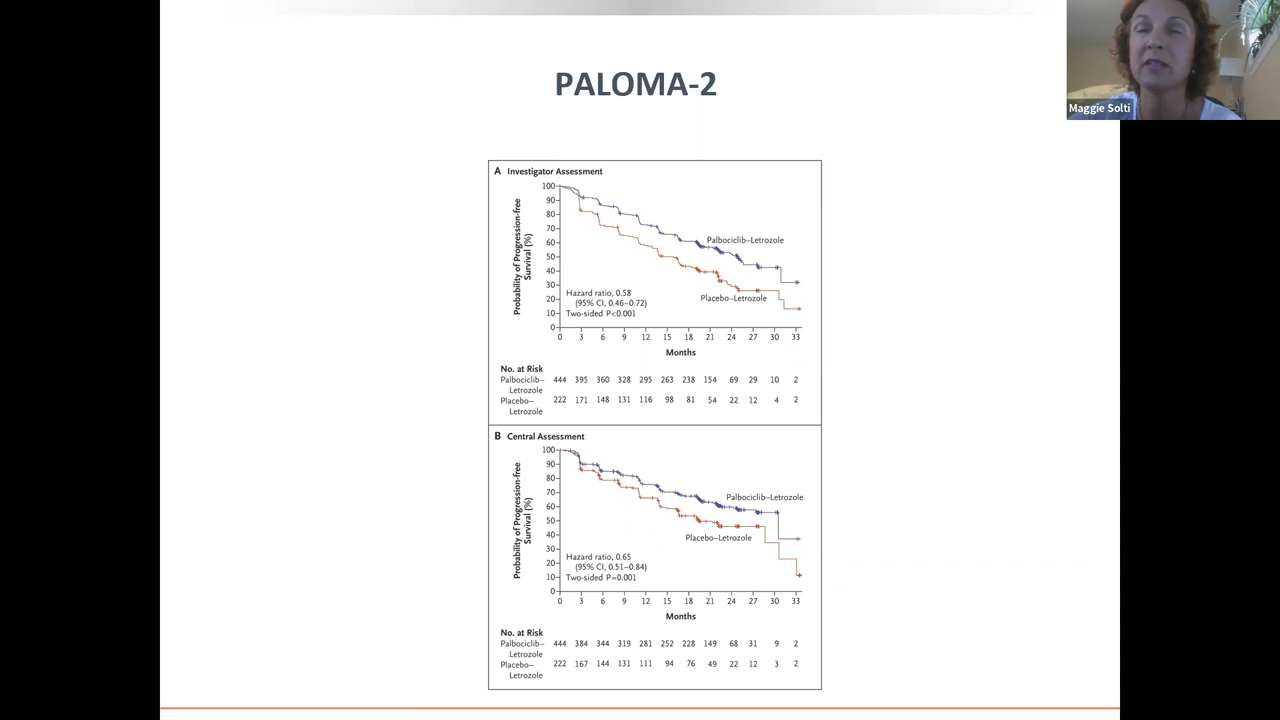 PALOMA-2
Maggie Solti
A Investigator Assessment
Probability of Progression-free
Survival (%)
100
90
80
70
60
50
40
30
20
10
0
Palbociclib–Letrozole
Placebo–Letrozole
Hazard ratio, 0.58
(95% CI, 0.46–0.72)
Two-sided P<0.001
0 3 6 9 12 15 18 21 24 27 30 33
Months
No. at Risk
Palbociclib– 444 395 360 328 295 263 238 154 69 29 10 2
Letrozole
Placebo– 222 171 148 131 116 98 81 54 22 12 4 2
Letrozole
B Central Assessment
Probability of Progression-free
Survival (%)
100
90
80
70
60
50
40
30
20
10
0
Palbociclib–Letrozole
Placebo–Letrozole
Hazard ratio, 0.65
(95% CI, 0.51–0.84)
Two-sided P=0.001
0 3 6 9 12 15 18 21 24 27 30 33
Months
No. at Risk
Palbociclib– 444 384 344 319 281 252 228 149 68 31 9 2
Letrozole
Placebo– 222 167 144 131 111 94 76 49 22 12 3 2
Letrozole